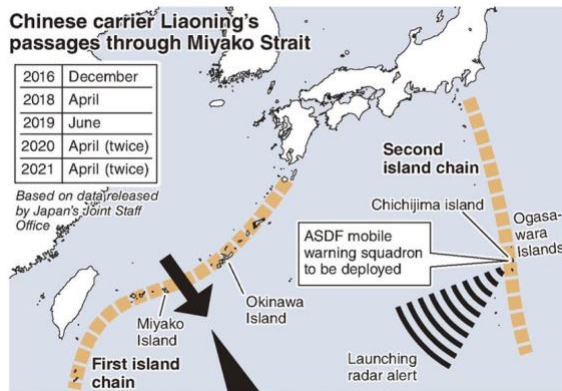 Chinese carrier Liaoning's
passages through Miyako Strait
2016 December
2018 April
2019 June
2020 April (twice)
2021 April (twice)
Based on data released
by Japan's Joint Staff
Office
Second
island chain
Chichijima island
Ogasa-
wara
Islands
ASDF mobile
warning squadron
to be deployed
Okinawa
Island
Miyako
Island
First island
chain
Launching
radar alert